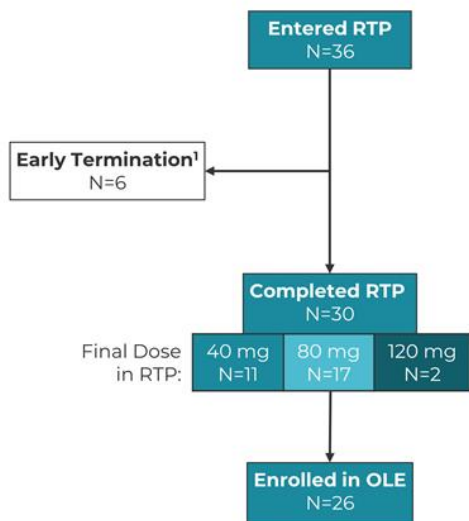 Entered RTP
N=36
Early Termination¹
N=6
Completed RTP
N=30
Final Dose
in RTP:
40 mg
N=11
80 mg
N=17
120 mg
N=2
Enrolled in OLE
N=26